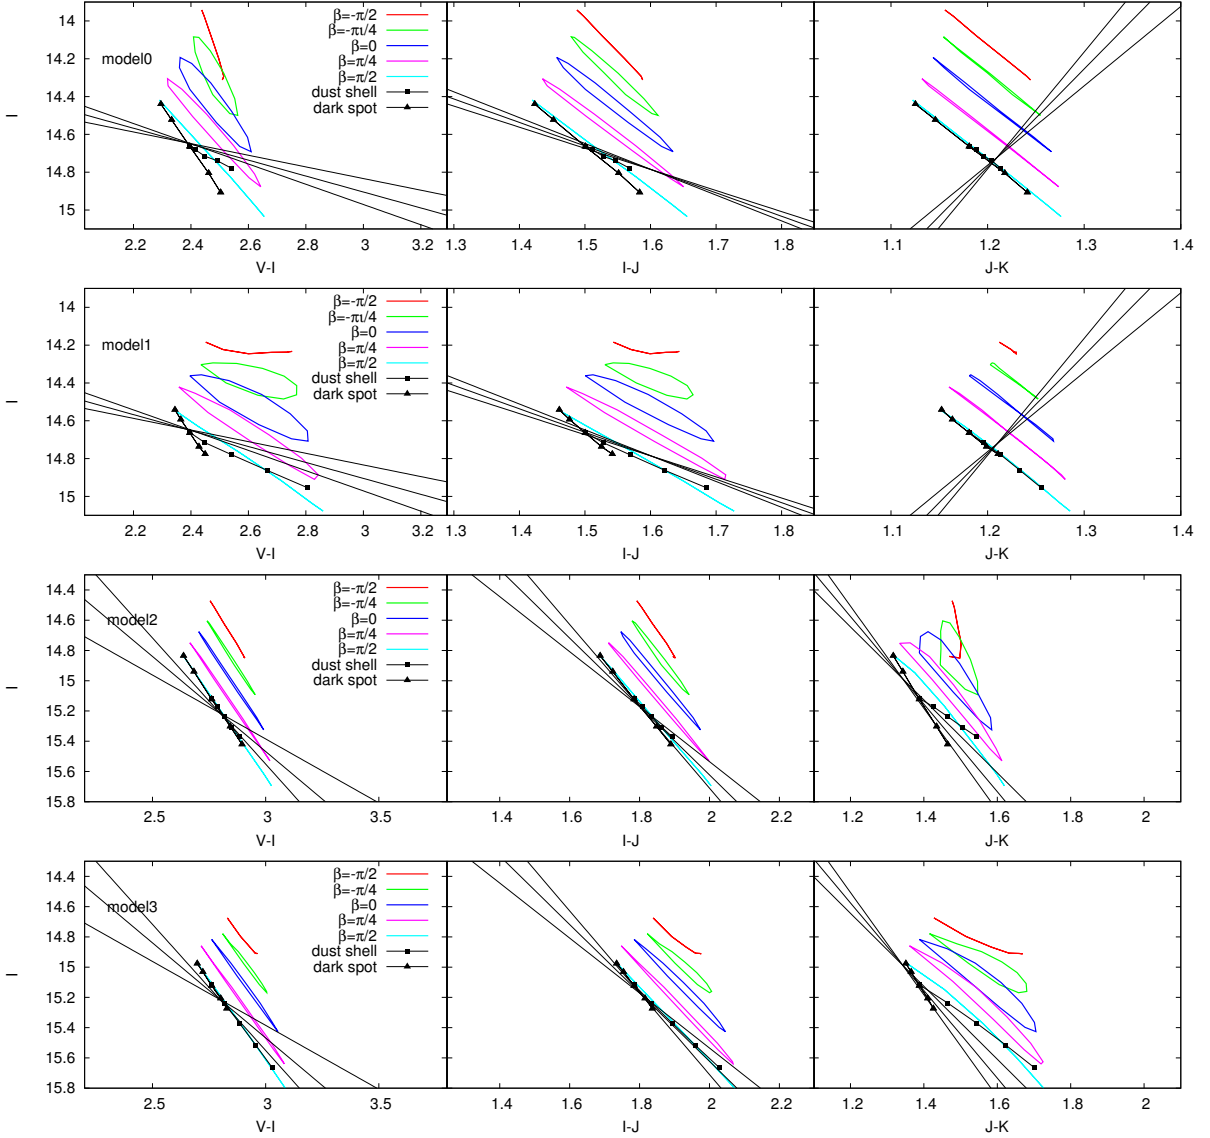 14
14.2
14.4
14.6
14.8
15
I
model0
β=-π/2
β=-πι/4
β=0
β=π/4
β=π/2
dust shell
dark spot
2.2 2.4 2.6 2.8 3 3.2
V-I
1.3 1.4 1.5 1.6 1.7 1.8
I-J
1.1 1.2 1.3 1.4
J-K
14
14.2
14.4
14.6
14.8
15
I
model1
β=-π/2
β=-πι/4
β=0
β=π/4
β=π/2
dust shell
dark spot
2.2 2.4 2.6 2.8 3 3.2
V-I
1.3 1.4 1.5 1.6 1.7 1.8
I-J
1.1 1.2 1.3 1.4
J-K
14.4
14.6
14.8
15
15.2
15.4
15.6
15.8
I
model2
β=-π/2
β=-π/4
β=0
β=π/4
β=π/2
dust shell
dark spot
2.5 3 3.5
V-I
1.4 1.6 1.8 2 2.2
I-J
1.2 1.4 1.6 1.8 2
J-K
14.4
14.6
14.8
15
15.2
15.4
15.6
15.8
I
model3
β=-π/2
β=-π/4
β=0
β=π/4
β=π/2
dust shell
dark spot
2.5 3 3.5
V-I
1.4 1.6 1.8 2 2.2
I-J
1.2 1.4 1.6 1.8 2
J-K